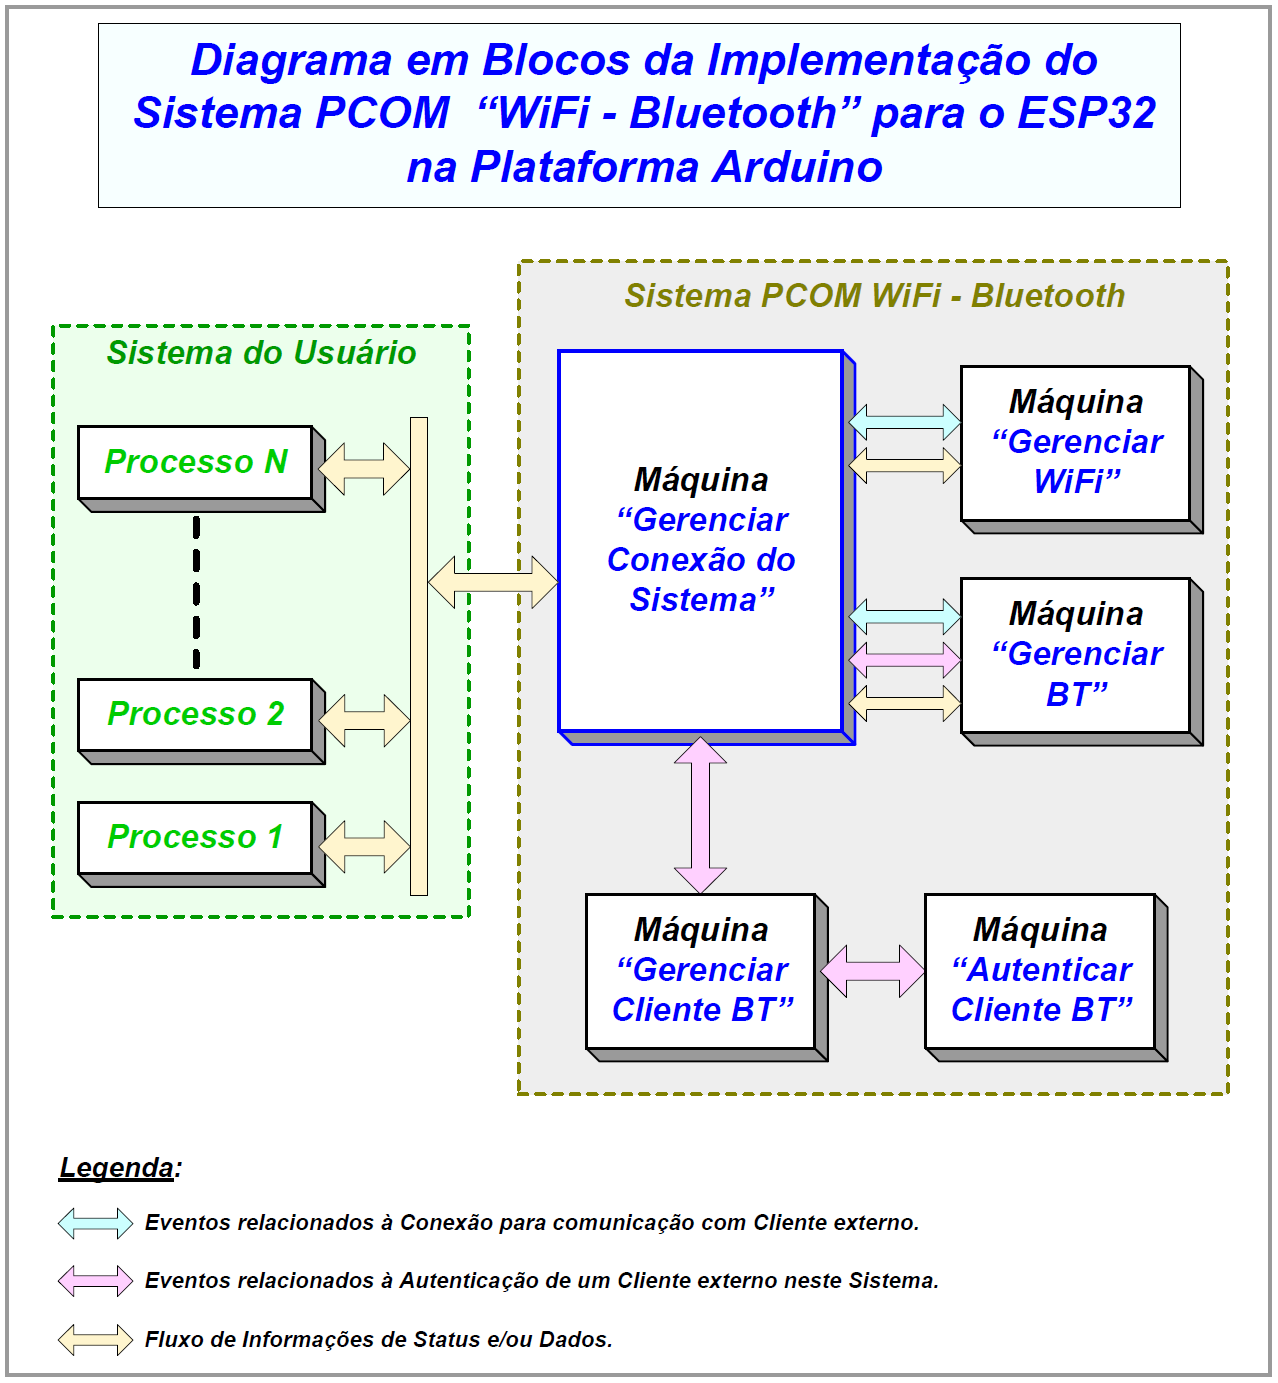 Diagrama em Blocos da Implementação do
Sistema PCOM “WiFi - Bluetooth” para o ESP32
na Plataforma Arduino
Sistema do Usuário
Processo N
Processo 2
Processo 1
Sistema PCOM WiFi - Bluetooth
Máquina
“Gerenciar
Conexão do
Sistema”
Máquina
“Gerenciar
WiFi”
Máquina
“Gerenciar
BT”
Máquina
“Gerenciar
Cliente BT”
Máquina
“Autenticar
Cliente BT”
Legenda:
Eventos relacionados à Conexão para comunicação com Cliente externo.
Eventos relacionados à Autenticação de um Cliente externo neste Sistema.
Fluxo de Informações de Status e/ou Dados.